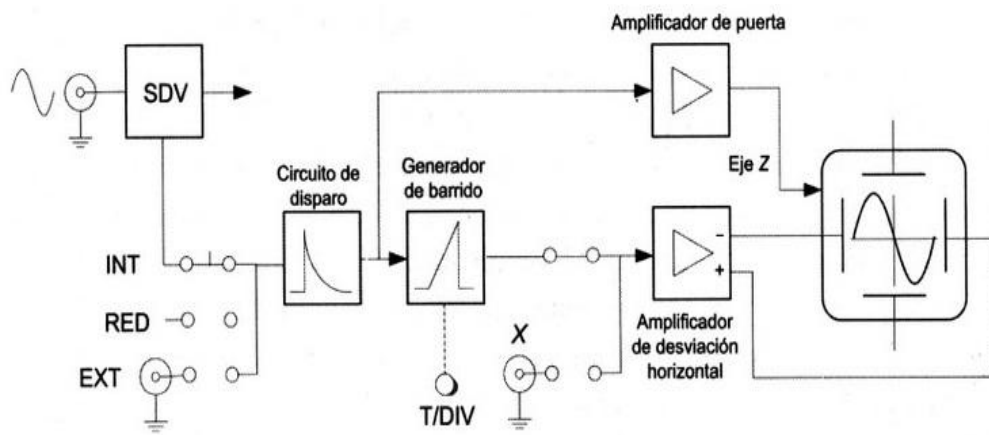 Amplificador de puerta
SDV
Eje Z
Circuito de
disparo
Generador
de barrido
INT
RED
EXT
T/DIV
X
−
+
Amplificador
de desviación
horizontal